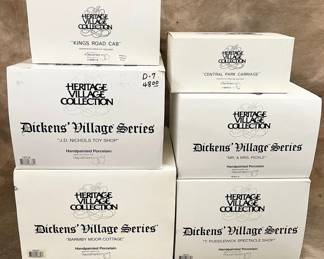 HERITAGE
VILLAGE
COLLECTION
"KINGS ROAD CAB"
HERITAGE
VILLAGE
COLLECTION
"CENTRAL PARK CARRIAGE"
D-7
48.00
HERITAGE
VILLAGE
COLLECTION
Dickens' Village Series
"J.D. NICHOLS TOY SHOP"
Handpainted Porcelain
HERITAGE
VILLAGE
COLLECTION
Dickens' Village Series
"MR. & MRS. PICKLE"
Handpainted Porcelain
HERITAGE
VILLAGE
COLLECTION
Dickens' Village Series
"BARMBY MOOR COTTAGE"
Handpainted Porcelain
HERITAGE
VILLAGE
COLLECTION
Dickens' Village Series
"T. PUDDLEWICK SPECTACLE SHOP"
Handpainted Porcelain